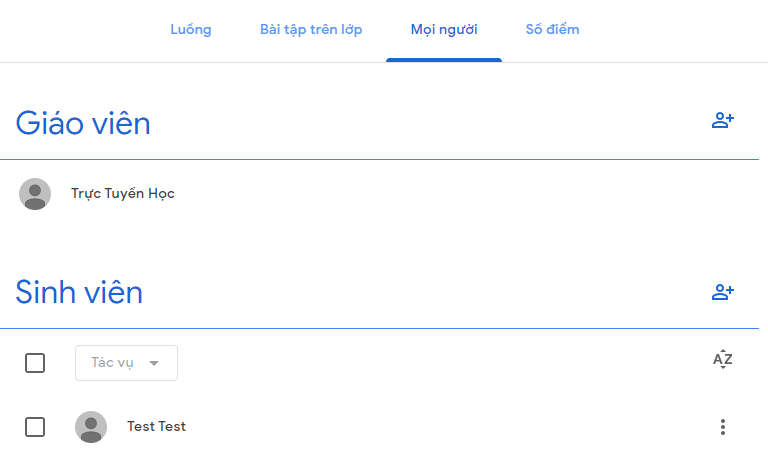 Luồng Bài tập trên lớp Mọi người Số điểm
Giáo viên
Trực Tuyến Học
Sinh viên
Tác vụ
AZ
Test Test